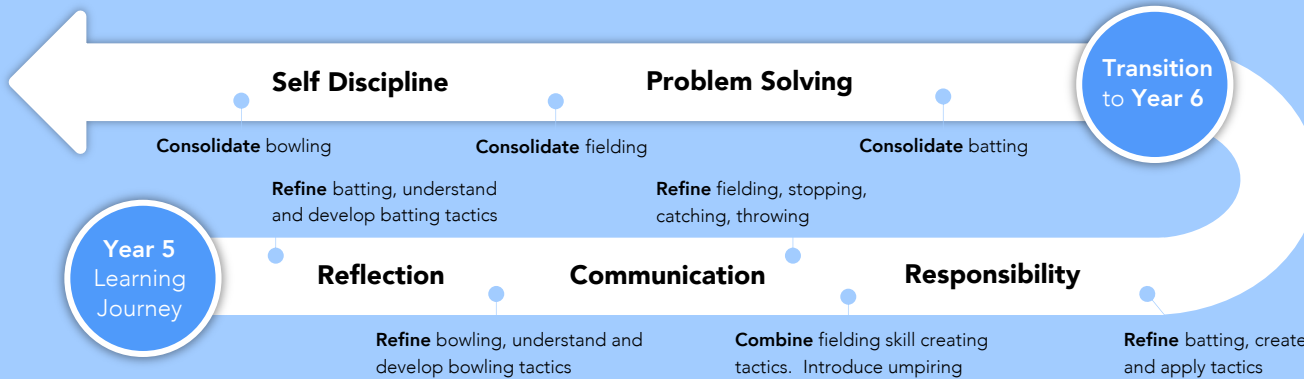 Self Discipline
Problem Solving
Transition
to Year 6
Consolidate bowling
Consolidate fielding
Consolidate batting
Refine batting, understand
and develop batting tactics
Refine fielding, stopping,
catching, throwing
Year 5
Learning
Journey
Reflection
Communication
Responsibility
Refine bowling, understand and
develop bowling tactics
Combine fielding skill creating
tactics. Introduce umpiring
Refine batting, create
and apply tactics